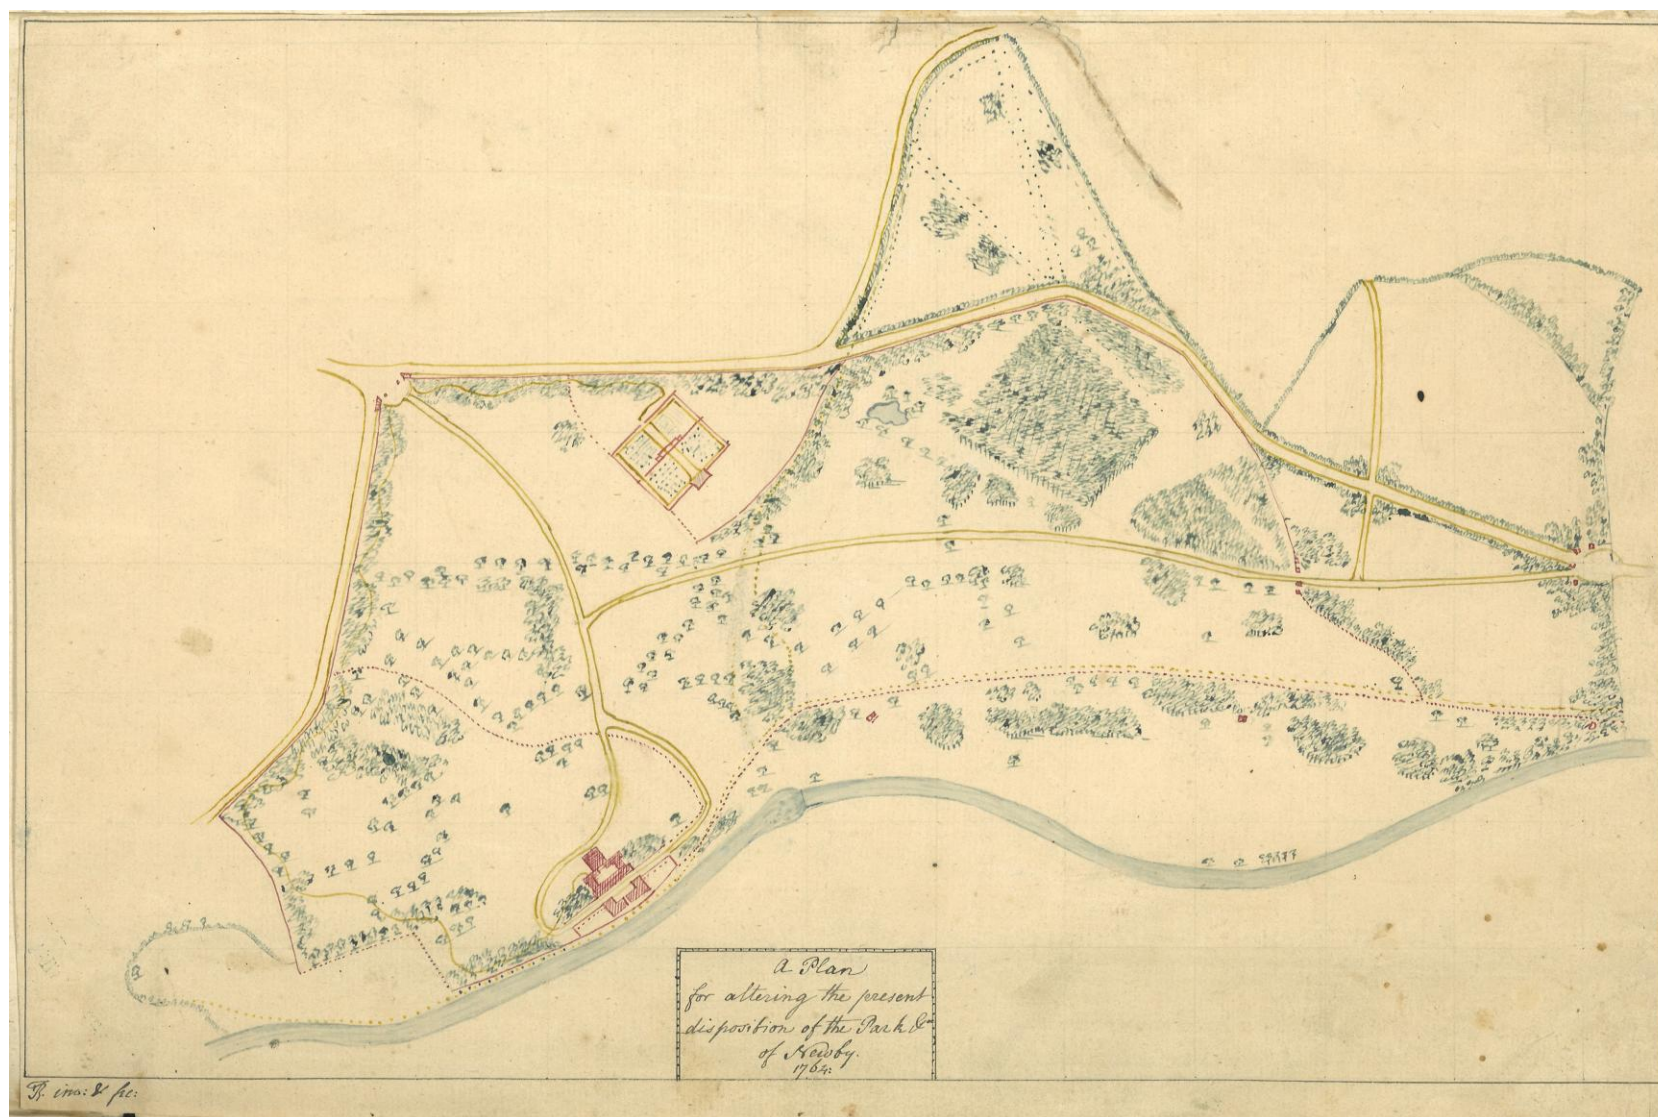 A Plan
for altering the present
disposition of the Park &c
of Newby.
1764:
R. inv: & fec: